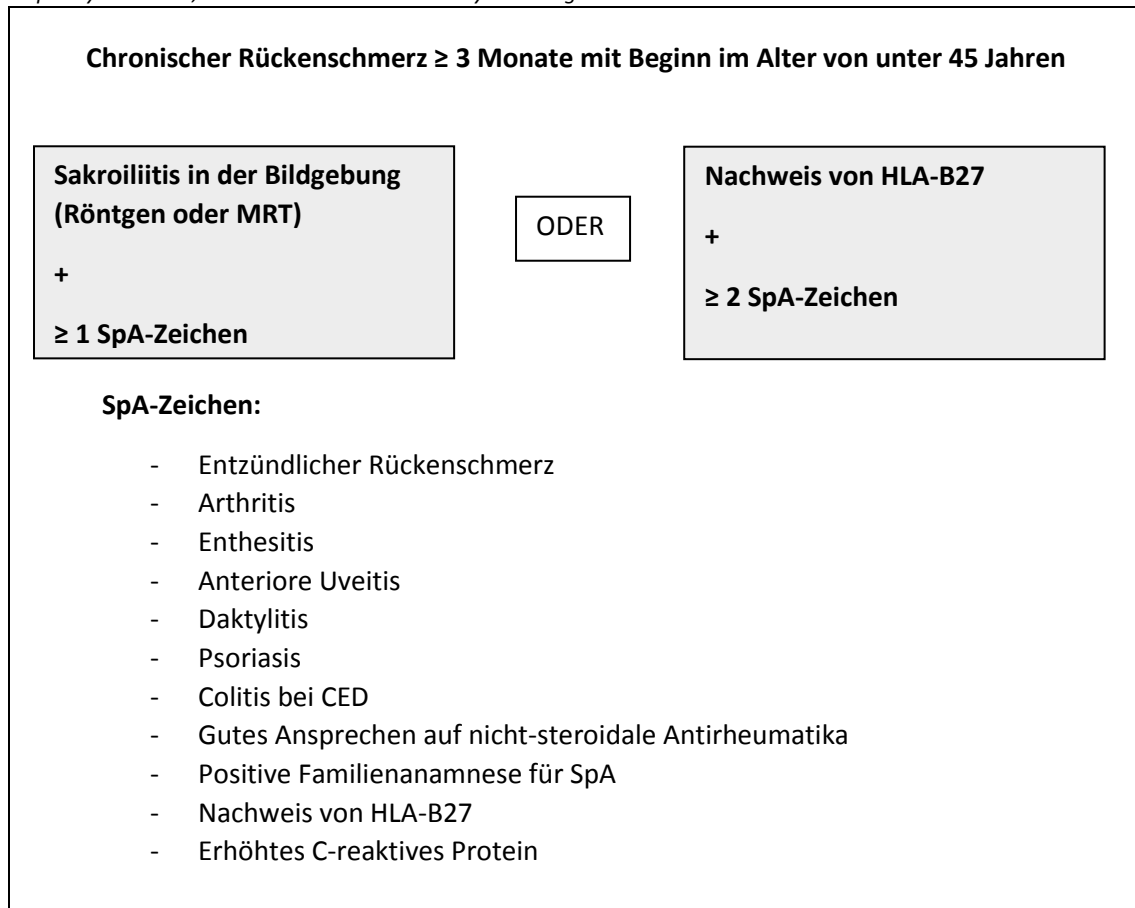 Chronischer Rückenschmerz ≥ 3 Monate mit Beginn im Alter von unter 45 Jahren
Sakroiliitis in der Bildgebung
(Röntgen oder MRT)
+
≥ 1 SpA-Zeichen
ODER
Nachweis von HLA-B27
+
≥ 2 SpA-Zeichen
SpA-Zeichen:
- Entzündlicher Rückenschmerz
- Arthritis
- Enthesitis
- Anteriore Uveitis
- Daktylitis
- Psoriasis
- Colitis bei CED
- Gutes Ansprechen auf nicht-steroidale Antirheumatika
- Positive Familienanamnese für SpA
- Nachweis von HLA-B27
- Erhöhtes C-reaktives Protein